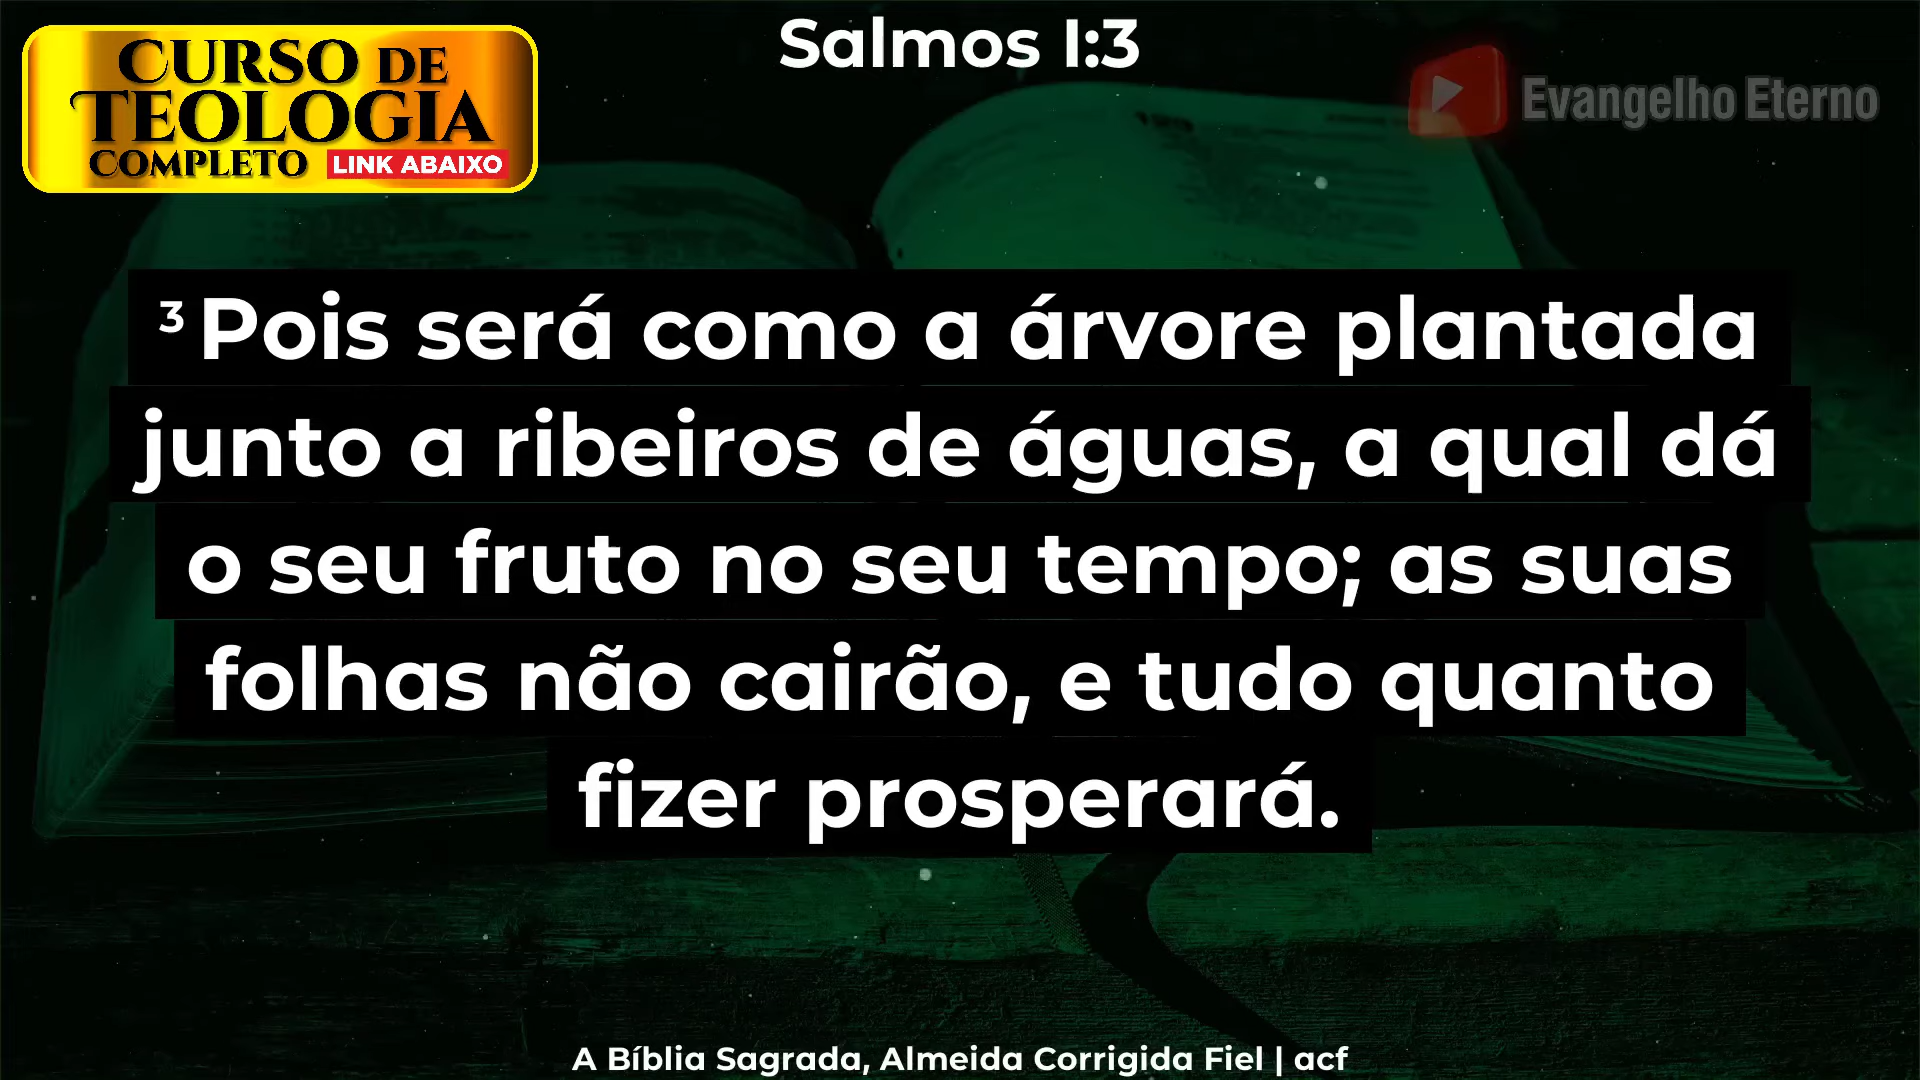 Salmos 1:3
CURSO DE
TEOLOGIA
COMPLETO LINK ABAIXO
Evangelho Eterno
3 Pois será como a árvore plantada
junto a ribeiros de águas, a qual dá
o seu fruto no seu tempo; as suas
folhas não cairão, e tudo quanto
fizer prosperará.
A Bíblia Sagrada, Almeida Corrigida Fiel | acf